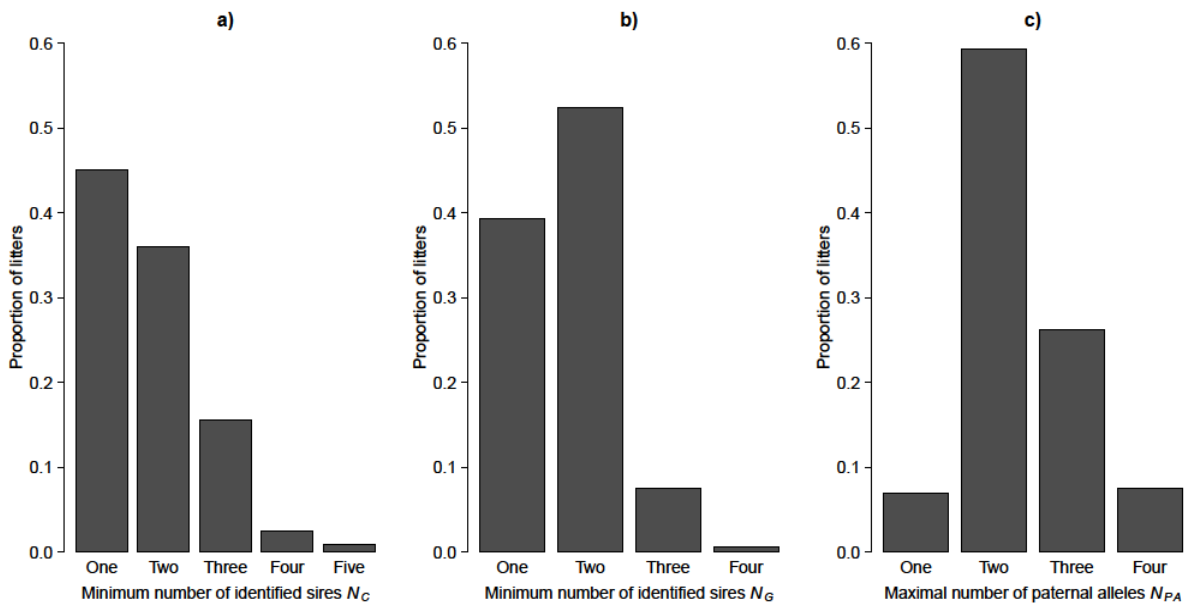 a)
0.6
0.5
0.4
0.3
0.2
0.1
0.0
Proportion of litters
One Two Three Four Five
Minimum number of identified sires N_C
b)
0.6
0.5
0.4
0.3
0.2
0.1
0.0
Proportion of litters
One Two Three Four
Minimum number of identified sires N_G
c)
0.6
0.5
0.4
0.3
0.2
0.1
0.0
Proportion of litters
One Two Three Four
Maximal number of paternal alleles N_PA